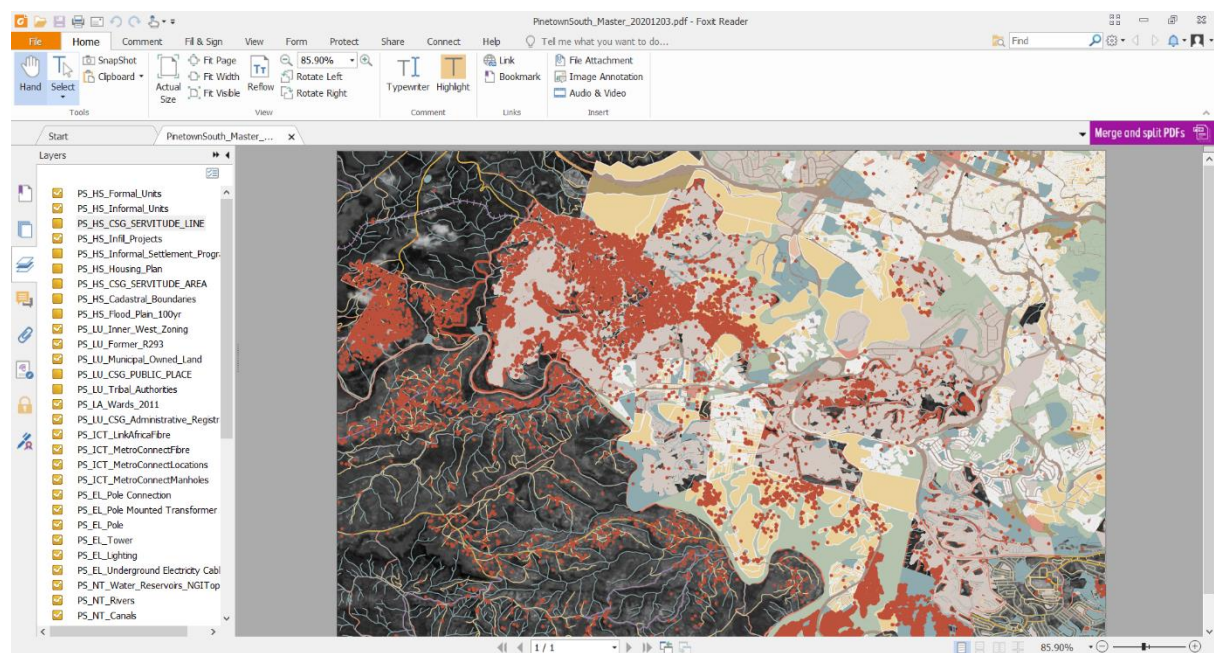 PinetownSouth_Master_20201203.pdf - Foxit Reader
File Home Comment Fill & Sign View Form Protect Share Connect Help Tell me what you want to do... Find
Hand
Select
SnapShot
Clipboard
Actual Size
Fit Page
Fit Width
Fit Visible
Reflow
85.90%
Rotate Left
Rotate Right
Typewriter
Highlight
Link
Bookmark
File Attachment
Image Annotation
Audio & Video
Tools View Comment Links Insert
Start PinetownSouth_Master_... Merge and split PDFs
Layers
PS_HS_Formal_Units
PS_HS_Informal_Units
PS_HS_CSG_SERVITUDE_LINE
PS_HS_Infil_Projects
PS_HS_Informal_Settlement_Progr
PS_HS_Housing_Plan
PS_HS_CSG_SERVITUDE_AREA
PS_HS_Cadastral_Boundaries
PS_HS_Flood_Plain_100yr
PS_LU_Inner_West_Zoning
PS_LU_Former_R293
PS_LU_Municipal_Owned_Land
PS_LU_CSG_PUBLIC_PLACE
PS_LU_Tribal_Authorities
PS_LA_Wards_2011
PS_LU_CSG_Administrative_Registr
PS_ICT_LinkAfricaFibre
PS_ICT_MetroConnectFibre
PS_ICT_MetroConnectLocations
PS_ICT_MetroConnectManholes
PS_EL_Pole Connection
PS_EL_Pole Mounted Transformer
PS_EL_Pole
PS_EL_Tower
PS_EL_Lighting
PS_EL_Underground Electricity Cabl
PS_NT_Water_Reservoirs_NGITop
PS_NT_Rivers
PS_NT_Canals
1 / 1 85.90%